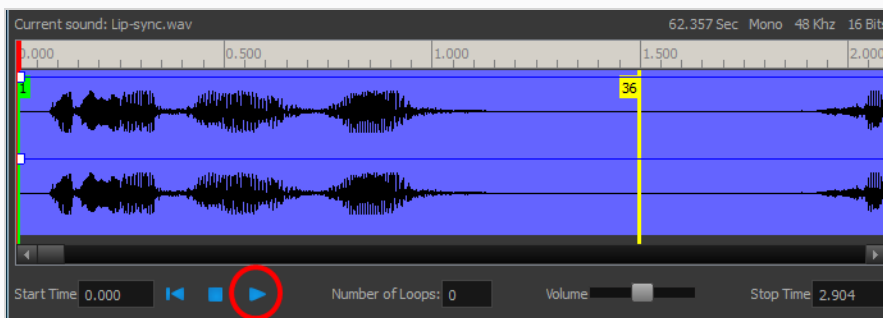 Current sound: Lip-sync.wav 62.357 Sec Mono 48 Khz 16 Bits
0.000 0.500 1.000 1.500 2.000
1 36
Start Time 0.000 Number of Loops: 0 Volume Stop Time 2.904